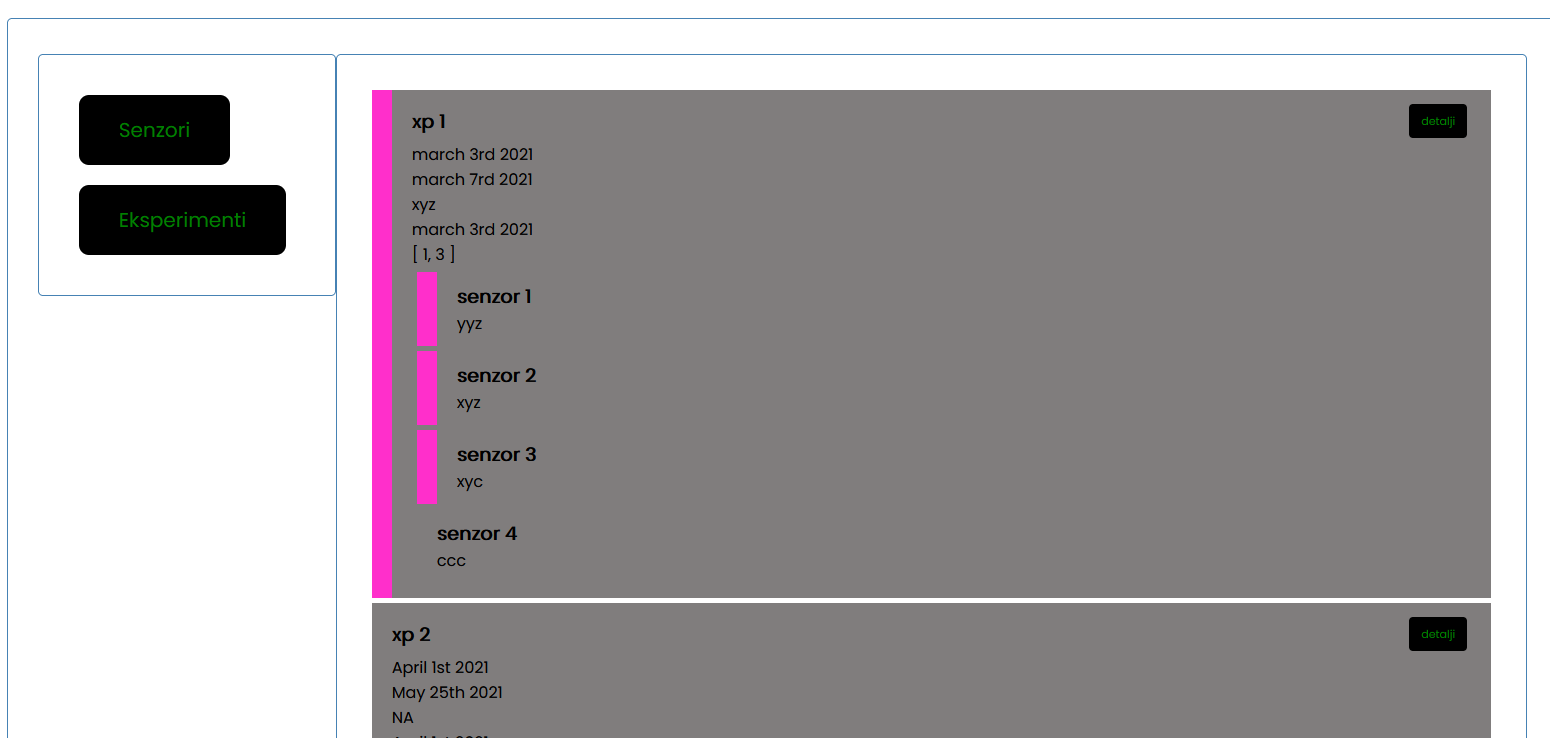 Senzori
Eksperimenti
xp 1
detalji
march 3rd 2021
march 7rd 2021
xyz
march 3rd 2021
[ 1, 3 ]
senzor 1
yyz
senzor 2
xyz
senzor 3
xyc
senzor 4
ccc
xp 2
detalji
April 1st 2021
May 25th 2021
NA